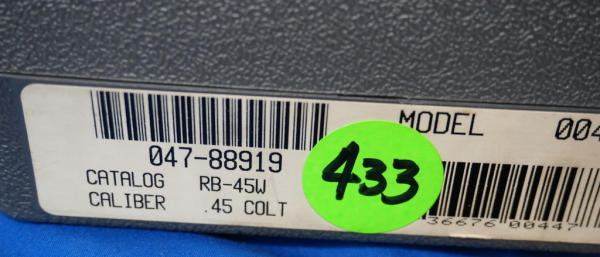 MODEL 004
047-88919
CATALOG RB-45W
CALIBER .45 COLT
433
36676 00447